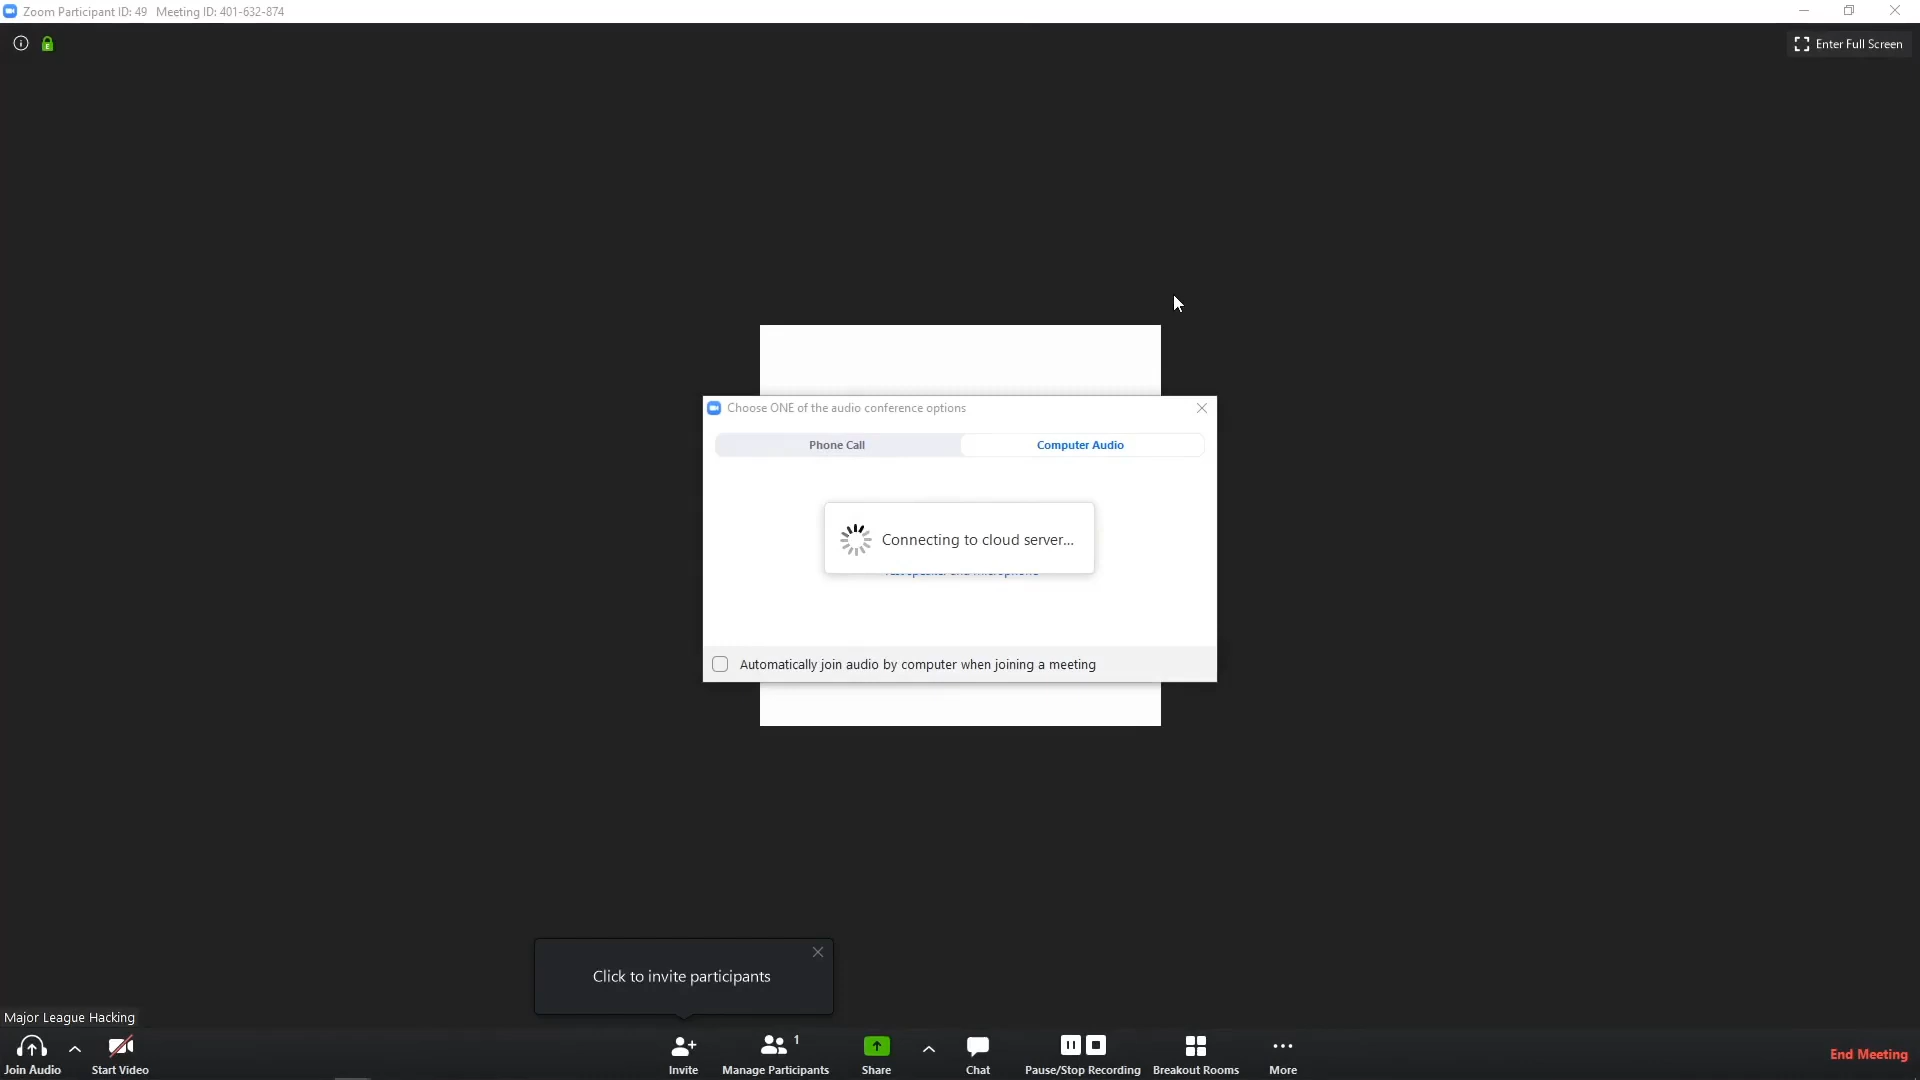 Zoom Participant ID: 49 Meeting ID: 401-632-874
Enter Full Screen
Choose ONE of the audio conference options
Phone Call
Computer Audio
Connecting to cloud server...
Automatically join audio by computer when joining a meeting
Click to invite participants
Major League Hacking
Join Audio
Start Video
Invite
1
Manage Participants
Share
Chat
Pause/Stop Recording
Breakout Rooms
More
End Meeting